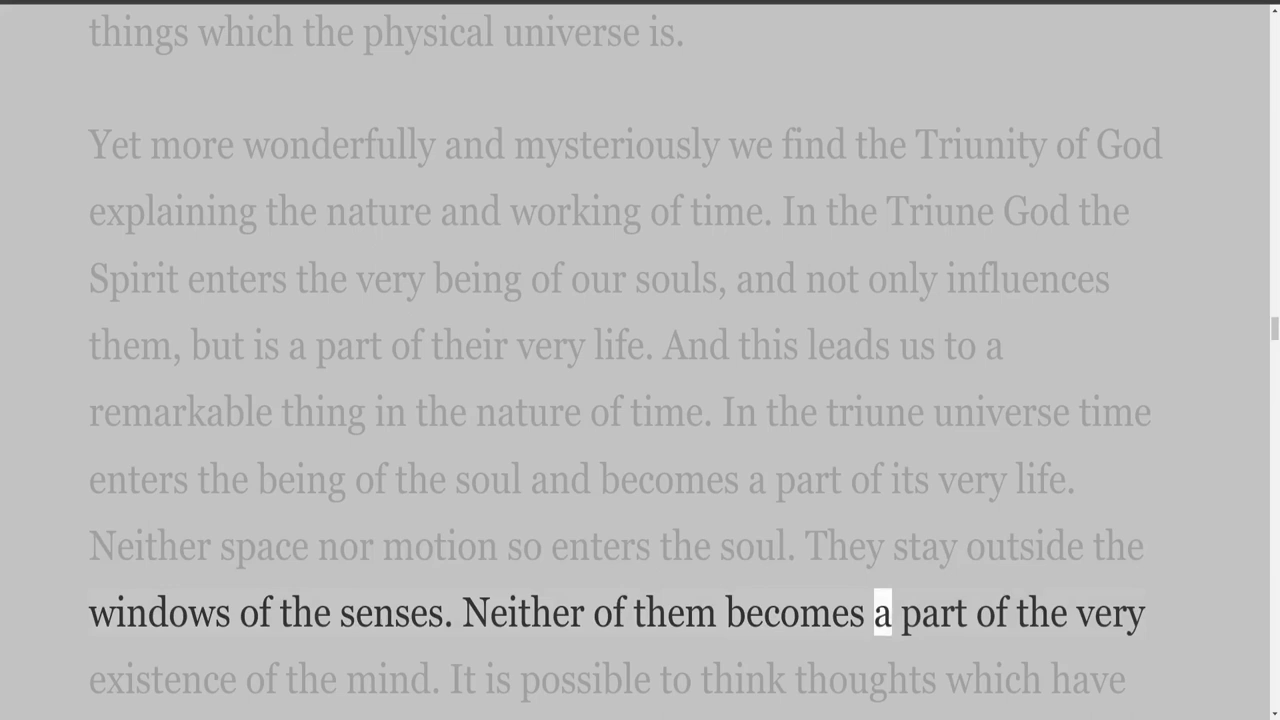 things which the physical universe is.
Yet more wonderfully and mysteriously we find the Triunity of God
explaining the nature and working of time. In the Triune God the
Spirit enters the very being of our souls, and not only influences
them, but is a part of their very life. And this leads us to a
remarkable thing in the nature of time. In the triune universe time
enters the being of the soul and becomes a part of its very life.
Neither space nor motion so enters the soul. They stay outside the
windows of the senses. Neither of them becomes a part of the very
existence of the mind. It is possible to think thoughts which have